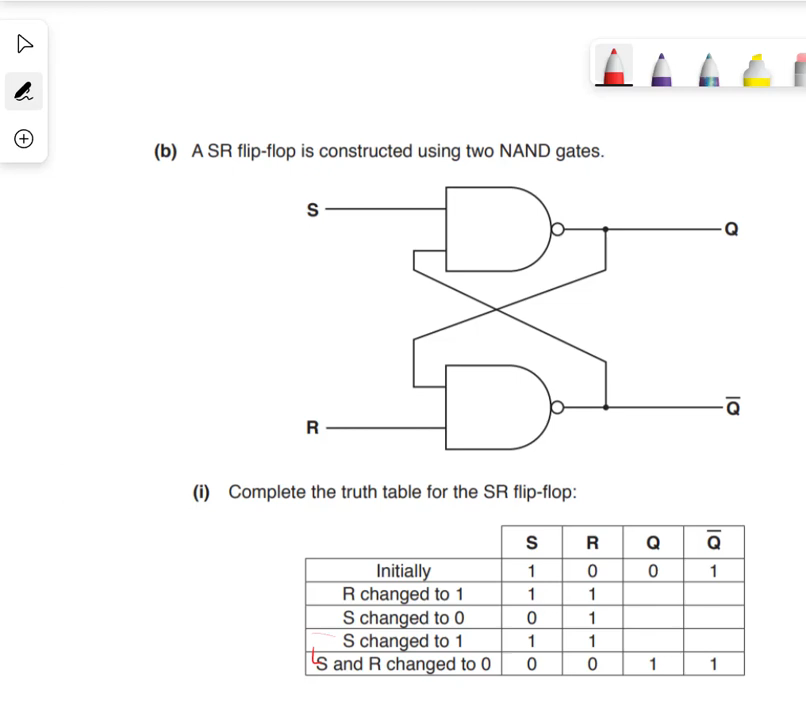 (b) A SR flip-flop is constructed using two NAND gates.
S
Q
R
Q̅
(i) Complete the truth table for the SR flip-flop:
S R Q Q̅
Initially 1 0 0 1
R changed to 1 1 1
S changed to 0 0 1
S changed to 1 1 1
S and R changed to 0 0 0 1 1